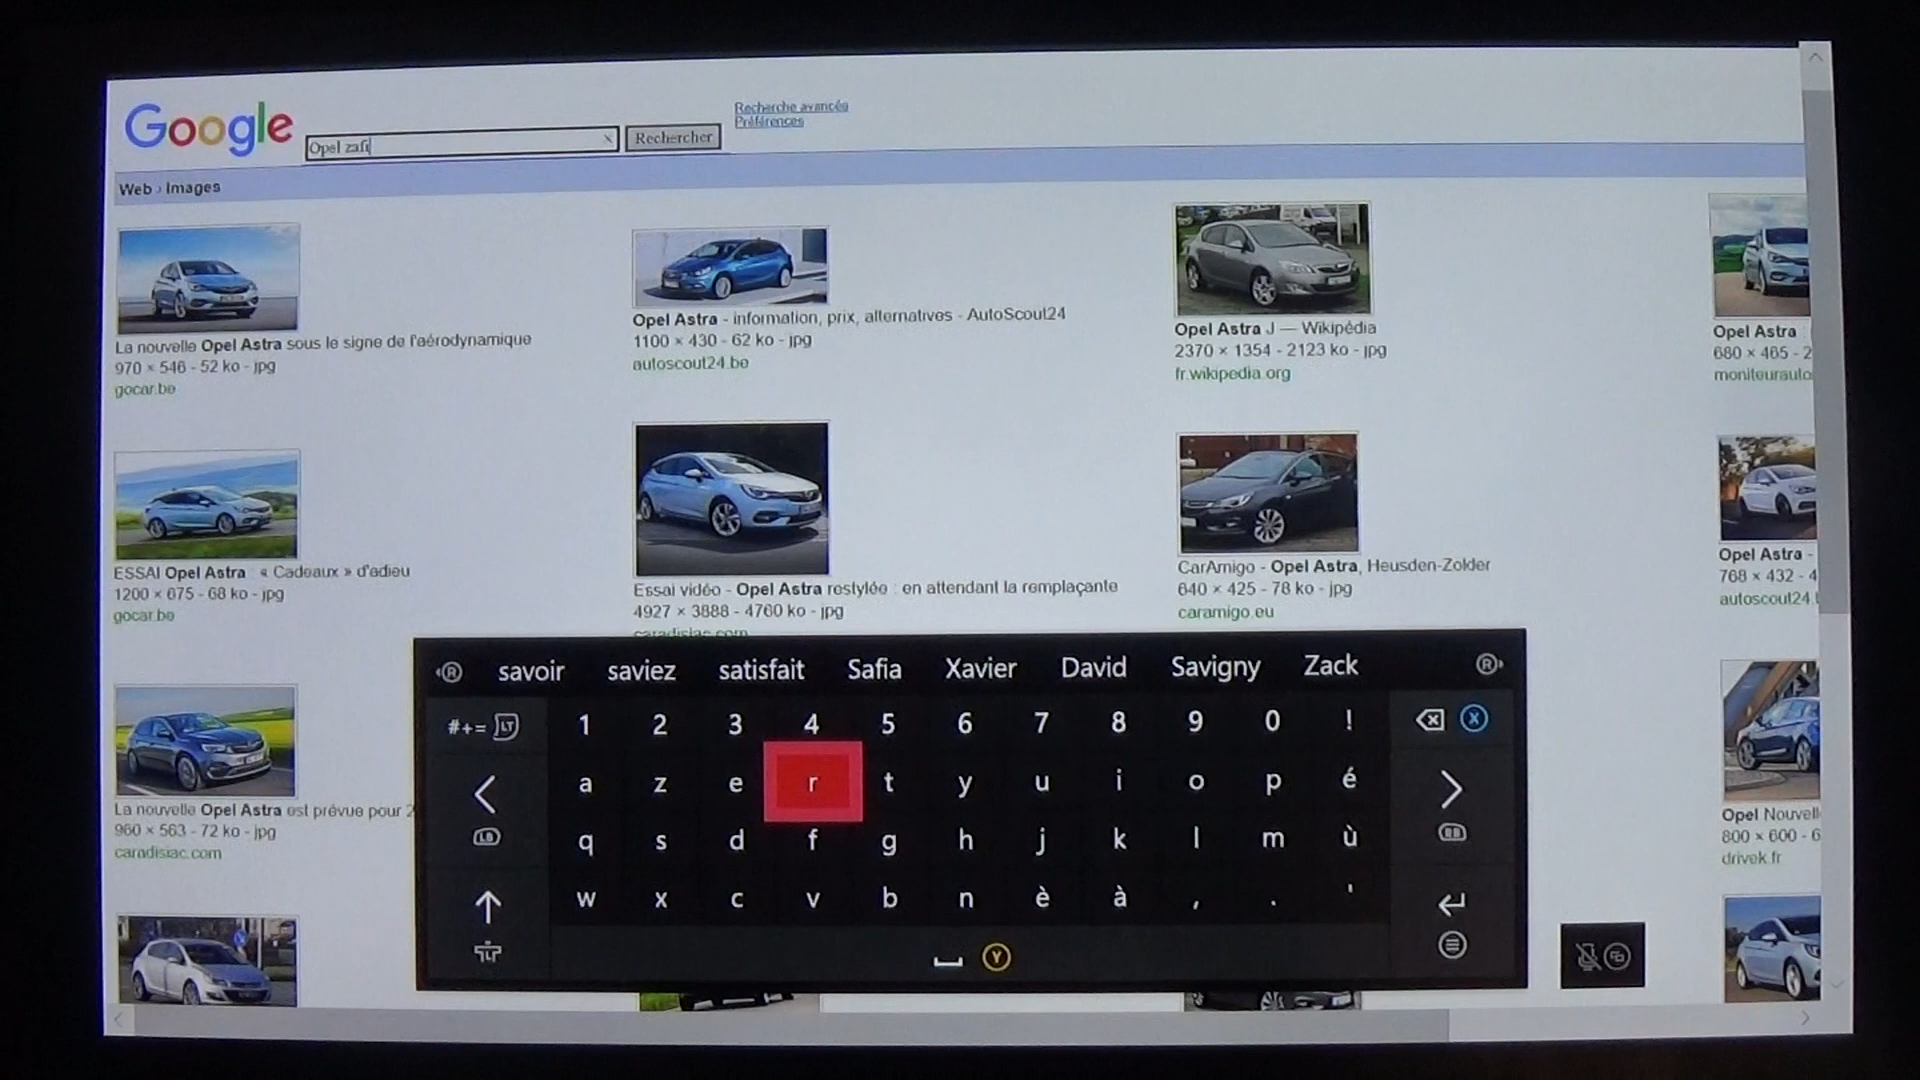 Google
Opel zafi
×
Rechercher
Recherche avancée
Préférences
Web › Images
La nouvelle Opel Astra sous le signe de l'aérodynamique
970 × 546 - 52 ko - jpg
gocar.be
Opel Astra - information, prix, alternatives - AutoScout24
1100 × 430 - 62 ko - jpg
autoscout24.be
Opel Astra J — Wikipédia
2370 × 1354 - 2123 ko - jpg
fr.wikipedia.org
Opel Astra
680 × 465 - 2
moniteurauto
ESSAI Opel Astra : « Cadeaux » d'adieu
1200 × 675 - 68 ko - jpg
gocar.be
Essai vidéo - Opel Astra restylée : en attendant la remplaçante
4927 × 3888 - 4760 ko - jpg
caradisiac.com
CarAmigo - Opel Astra, Heusden-Zolder
640 × 425 - 78 ko - jpg
caramigo.eu
Opel Astra -
768 × 432 - 4
autoscout24.
La nouvelle Opel Astra est prévue pour 2
960 × 563 - 72 ko - jpg
caradisiac.com
Opel Nouvell
800 × 600 - 6
drivek.fr
R savoir saviez satisfait Safia Xavier David Savigny Zack R
#+= LT 1 2 3 4 5 6 7 8 9 0 ! X
a z e r t y u i o p é
LB q s d f g h j k l m ù RB
w x c v b n è à , . '
Y